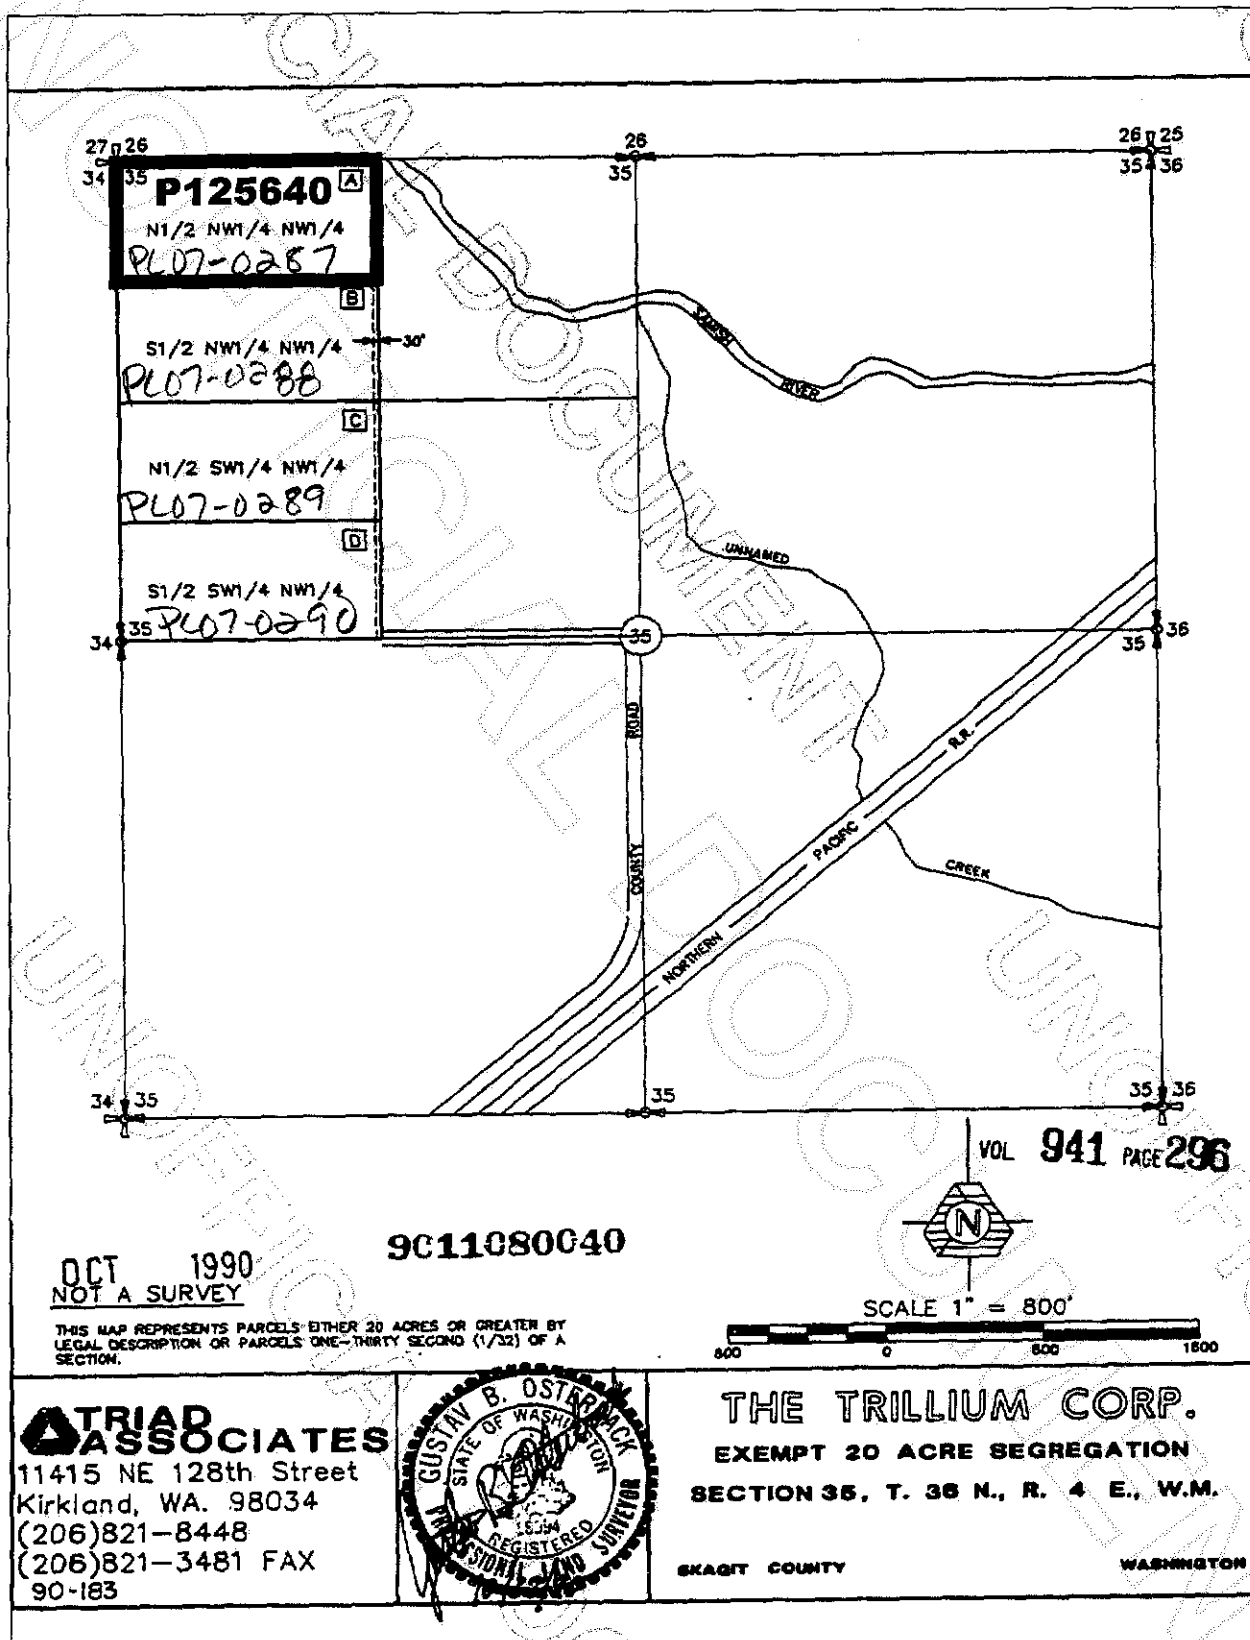 27 26
34 35
26
35
26 25
35 36
P125640 A
N1/2 NW1/4 NW1/4
PL07-0287
B
S1/2 NW1/4 NW1/4
30'
PL07-0288
C
N1/2 SW1/4 NW1/4
PL07-0289
D
S1/2 SW1/4 NW1/4
PL07-0290
34 35
35
35 36
SAMISH
RIVER
UNNAMED
CREEK
COUNTY ROAD
NORTHERN PACIFIC R.R.
34 35
35
35 36
VOL 941 PAGE 296
N
9011080040
OCT 1990
NOT A SURVEY
THIS MAP REPRESENTS PARCELS EITHER 20 ACRES OR GREATER BY
LEGAL DESCRIPTION OR PARCELS ONE-THIRTY SECOND (1/32) OF A
SECTION.
SCALE 1" = 800'
800 0 800 1600
TRIAD
ASSOCIATES
11415 NE 128th Street
Kirkland, WA. 98034
(206)821-8448
(206)821-3481 FAX
90-183
GUSTAV B. OSTERBACK
STATE OF WASHINGTON
REGISTERED
PROFESSIONAL LAND SURVEYOR
THE TRILLIUM CORP.
EXEMPT 20 ACRE SEGREGATION
SECTION 35, T. 36 N., R. 4 E., W.M.
SKAGIT COUNTY WASHINGTON
UNOFFICIAL DOCUMENT
UNOFFICIAL DOCUMENT